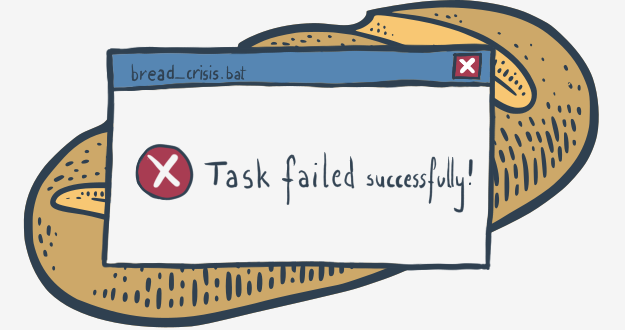 bread_crisis.bat
Task failed successfully!